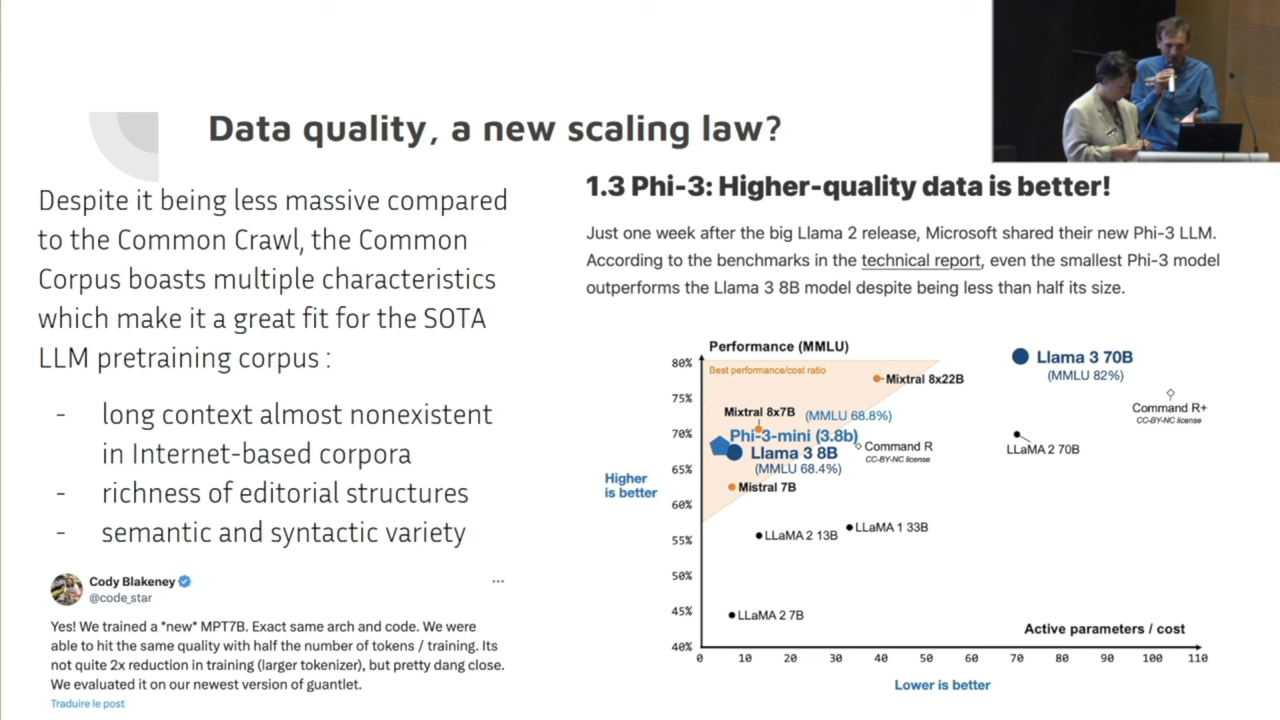 Data quality, a new scaling law?
Despite it being less massive compared
to the Common Crawl, the Common
Corpus boasts multiple characteristics
which make it a great fit for the SOTA
LLM pretraining corpus :
- long context almost nonexistent
in Internet-based corpora
- richness of editorial structures
- semantic and syntactic variety
Cody Blakeney
@code_star
Yes! We trained a *new* MPT7B. Exact same arch and code. We were
able to hit the same quality with half the number of tokens / training. Its
not quite 2x reduction in training (larger tokenizer), but pretty dang close.
We evaluated it on our newest version of guantlet.
Traduire le post
1.3 Phi-3: Higher-quality data is better!
Just one week after the big Llama 2 release, Microsoft shared their new Phi-3 LLM.
According to the benchmarks in the technical report, even the smallest Phi-3 model
outperforms the Llama 3 8B model despite being less than half its size.
Performance (MMLU)
Best performance/cost ratio
80%
75%
70%
65%
60%
55%
50%
45%
40%
Higher
is better
Mixtral 8x22B
Llama 3 70B
(MMLU 82%)
Command R+
CC-BY-NC license
Mixtral 8x7B (MMLU 68.8%)
Phi-3-mini (3.8b)
Llama 3 8B
(MMLU 68.4%)
Command R
CC-BY-NC license
LLaMA 2 70B
Mistral 7B
LLaMA 1 33B
LLaMA 2 13B
LLaMA 2 7B
Active parameters / cost
0 10 20 30 40 50 60 70 80 90 100 110
Lower is better